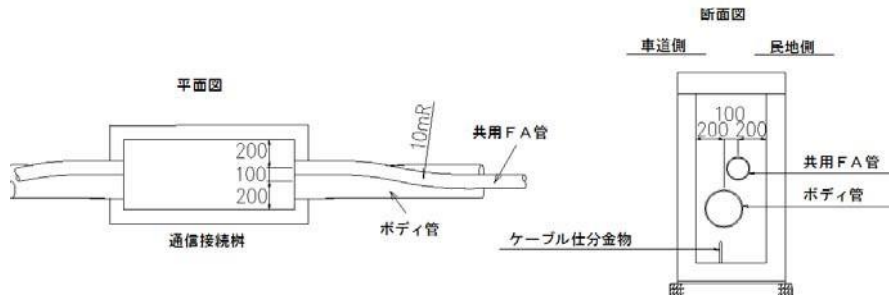 平面図
200
100
200
10mR
共用FA管
ボディ管
通信接続桝
断面図
車道側
民地側
100
200
200
共用FA管
ボディ管
ケーブル仕分金物